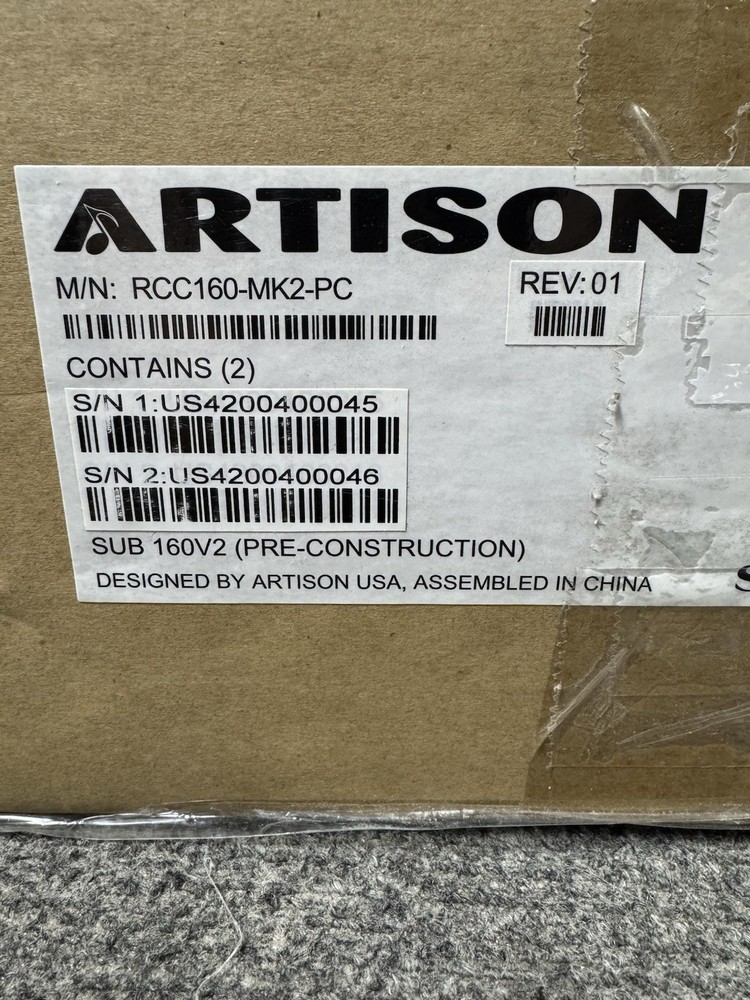 ARTISON
M/N: RCC160-MK2-PC
REV: 01
CONTAINS (2)
S/N 1:US4200400045
S/N 2:US4200400046
SUB 160V2 (PRE-CONSTRUCTION)
DESIGNED BY ARTISON USA, ASSEMBLED IN CHINA